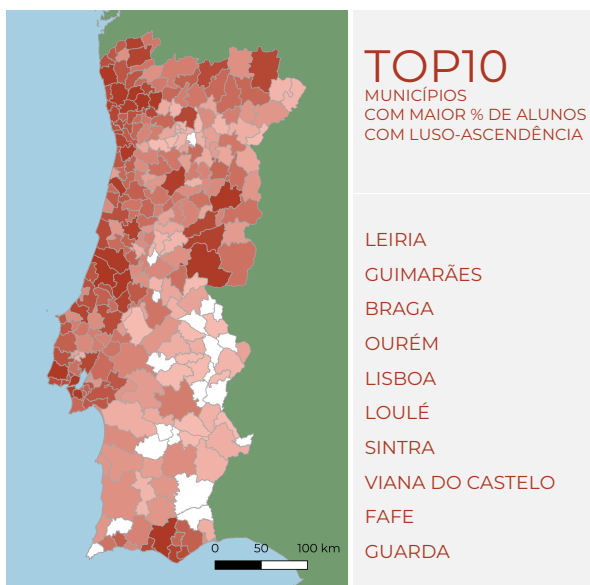 TOP10
MUNICÍPIOS
COM MAIOR % DE ALUNOS
COM LUSO-ASCENDÊNCIA
LEIRIA
GUIMARÃES
BRAGA
OURÉM
LISBOA
LOULÉ
SINTRA
VIANA DO CASTELO
FAFE
GUARDA
0 50 100 km